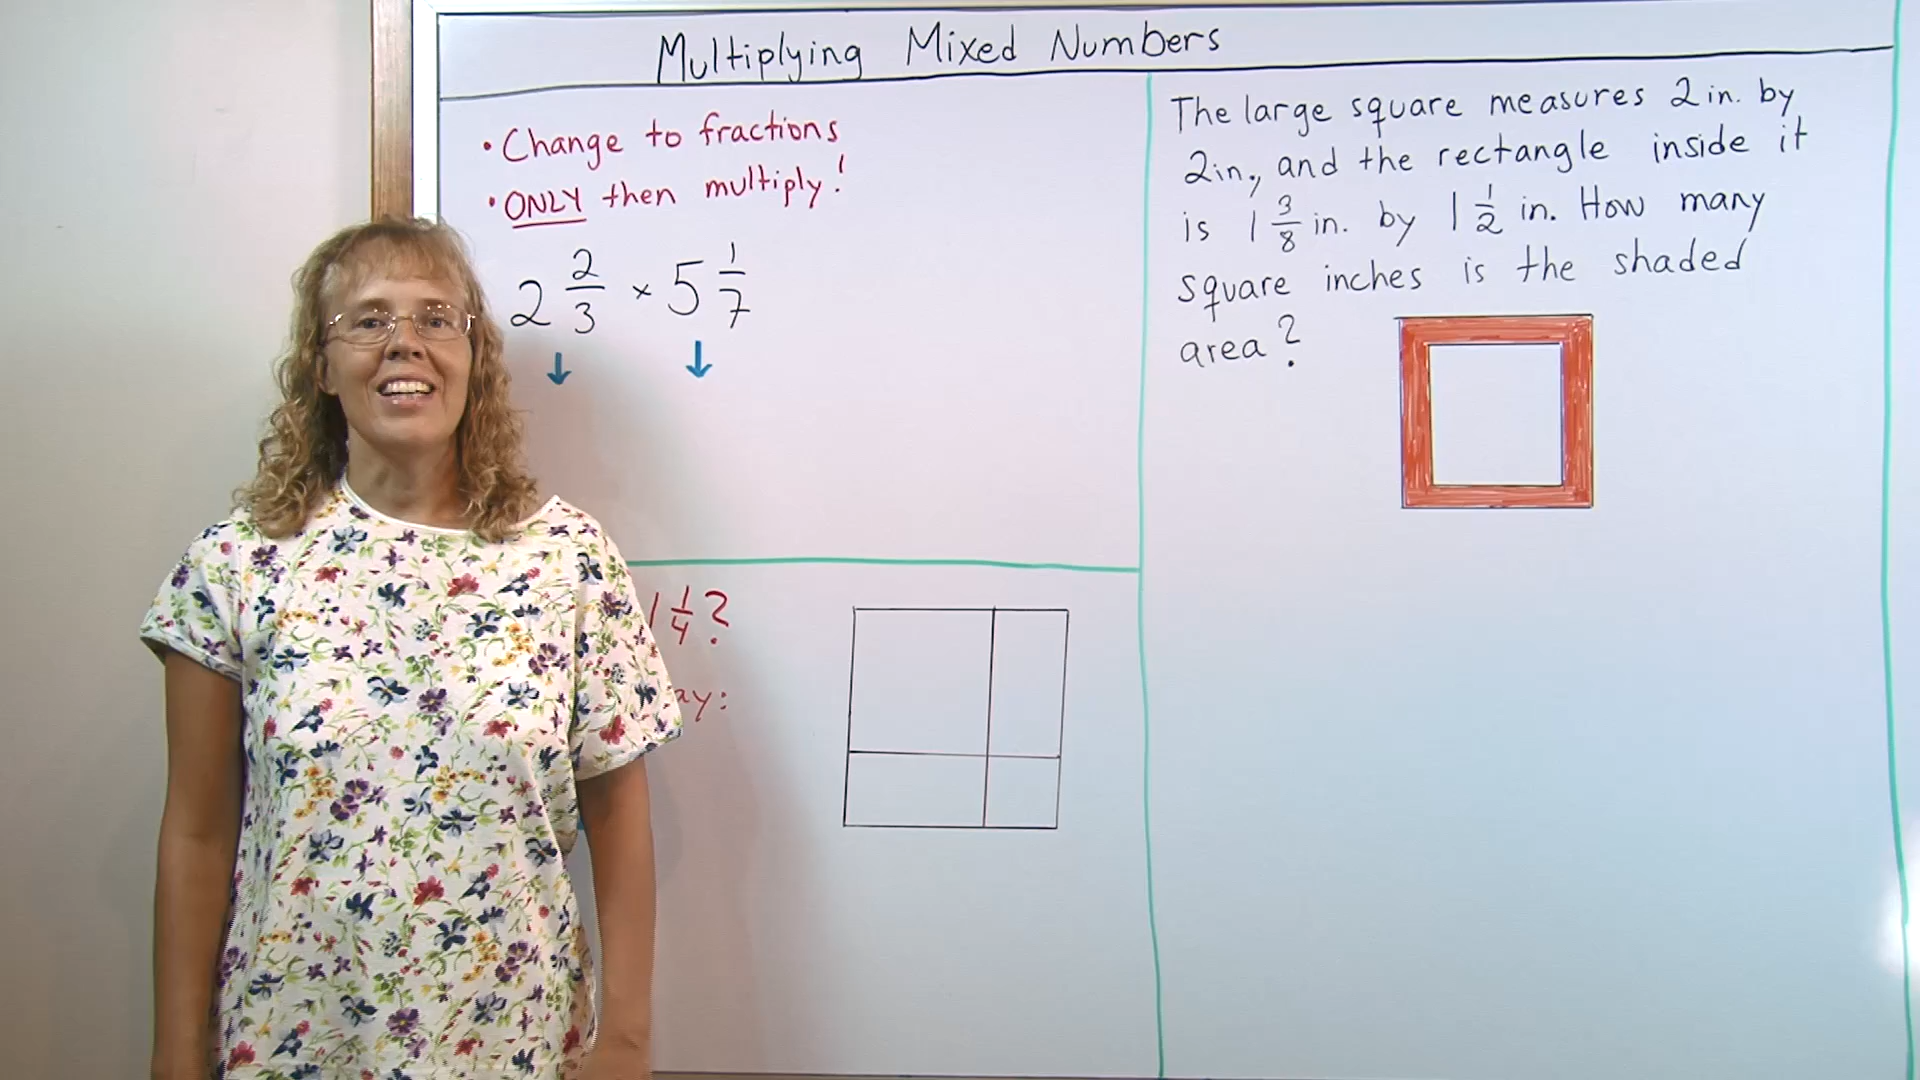 Multiplying Mixed Numbers
• Change to fractions
• ONLY then multiply!
2 2/3 × 5 1/7
1 1/4?
The large square measures 2 in. by
2 in., and the rectangle inside it
is 1 3/8 in. by 1 1/2 in. How many
square inches is the shaded
area?